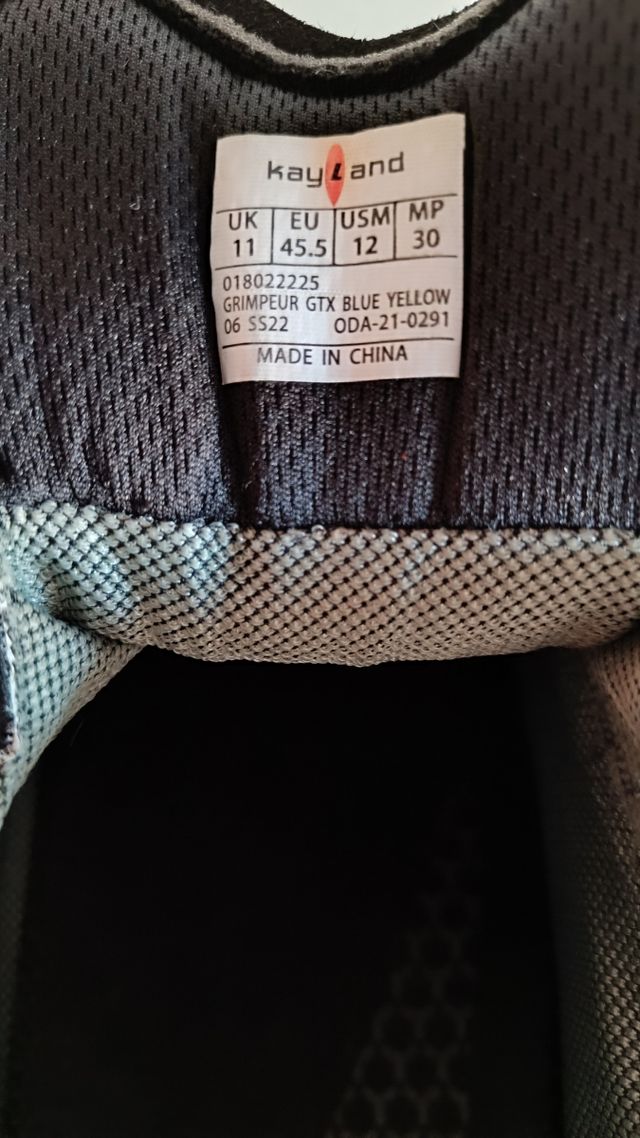 kayLand
UK EU USM MP
11 45.5 12 30
018022225
GRIMPEUR GTX BLUE YELLOW
06 SS22 ODA-21-0291
MADE IN CHINA